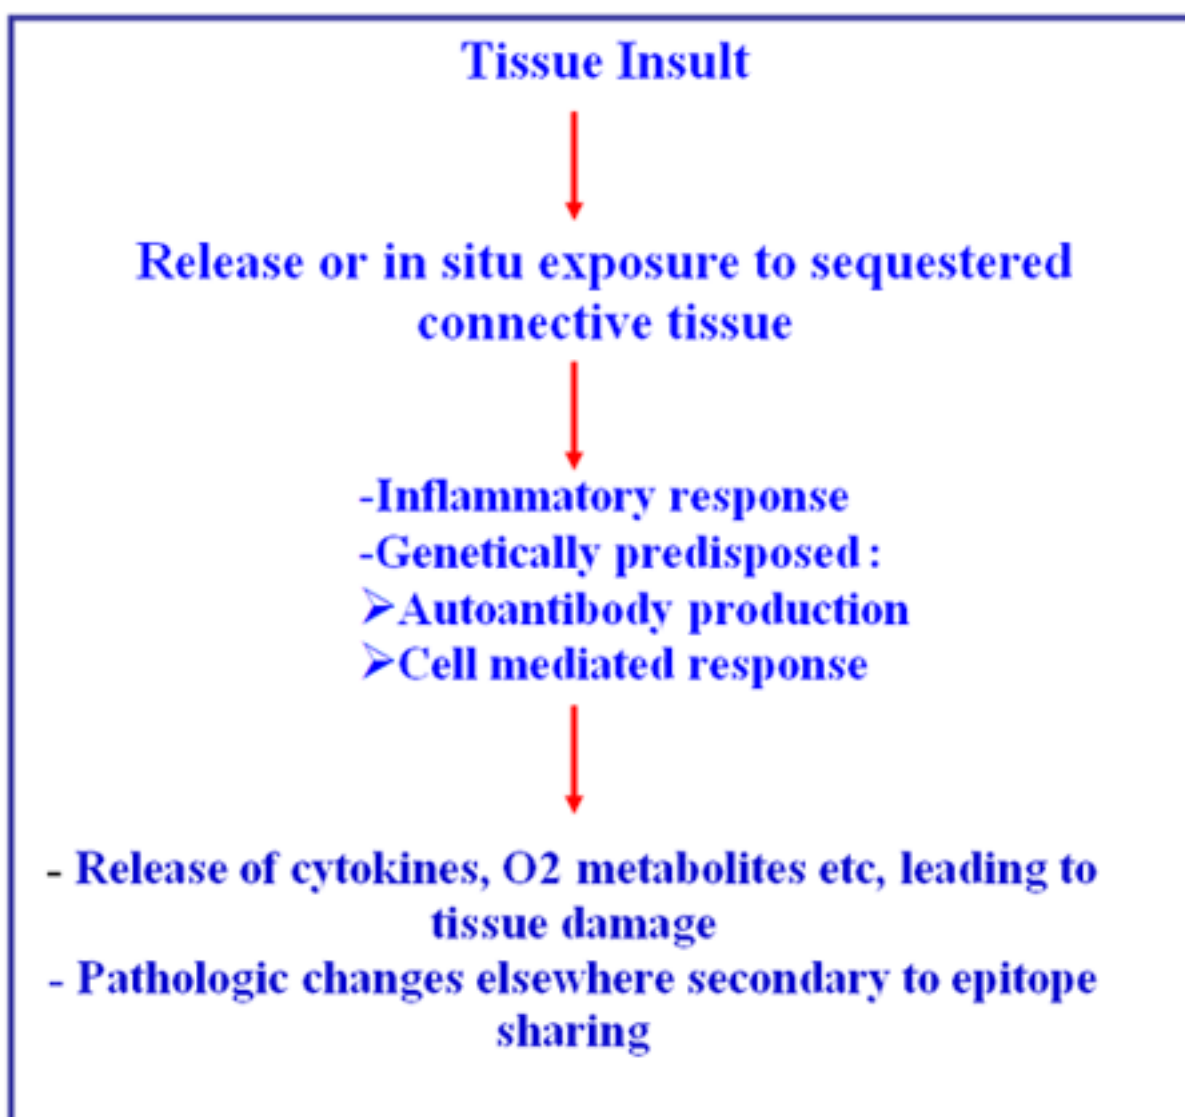 Tissue Insult
Release or in situ exposure to sequestered
connective tissue
-Inflammatory response
-Genetically predisposed :
➢Autoantibody production
➢Cell mediated response
- Release of cytokines, O2 metabolites etc, leading to
tissue damage
- Pathologic changes elsewhere secondary to epitope
sharing